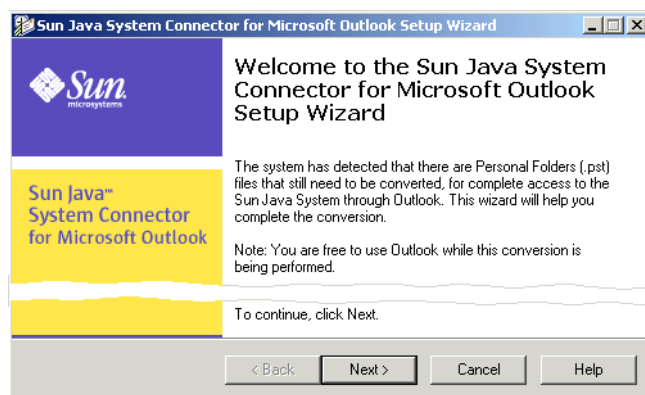 Sun Java System Connector for Microsoft Outlook Setup Wizard
Sun
microsystems
Welcome to the Sun Java System
Connector for Microsoft Outlook
Setup Wizard
Sun Java™
System Connector
for Microsoft Outlook
The system has detected that there are Personal Folders (.pst)
files that still need to be converted, for complete access to the
Sun Java System through Outlook. This wizard will help you
complete the conversion.
Note: You are free to use Outlook while this conversion is
being performed.
To continue, click Next.
< Back
Next >
Cancel
Help